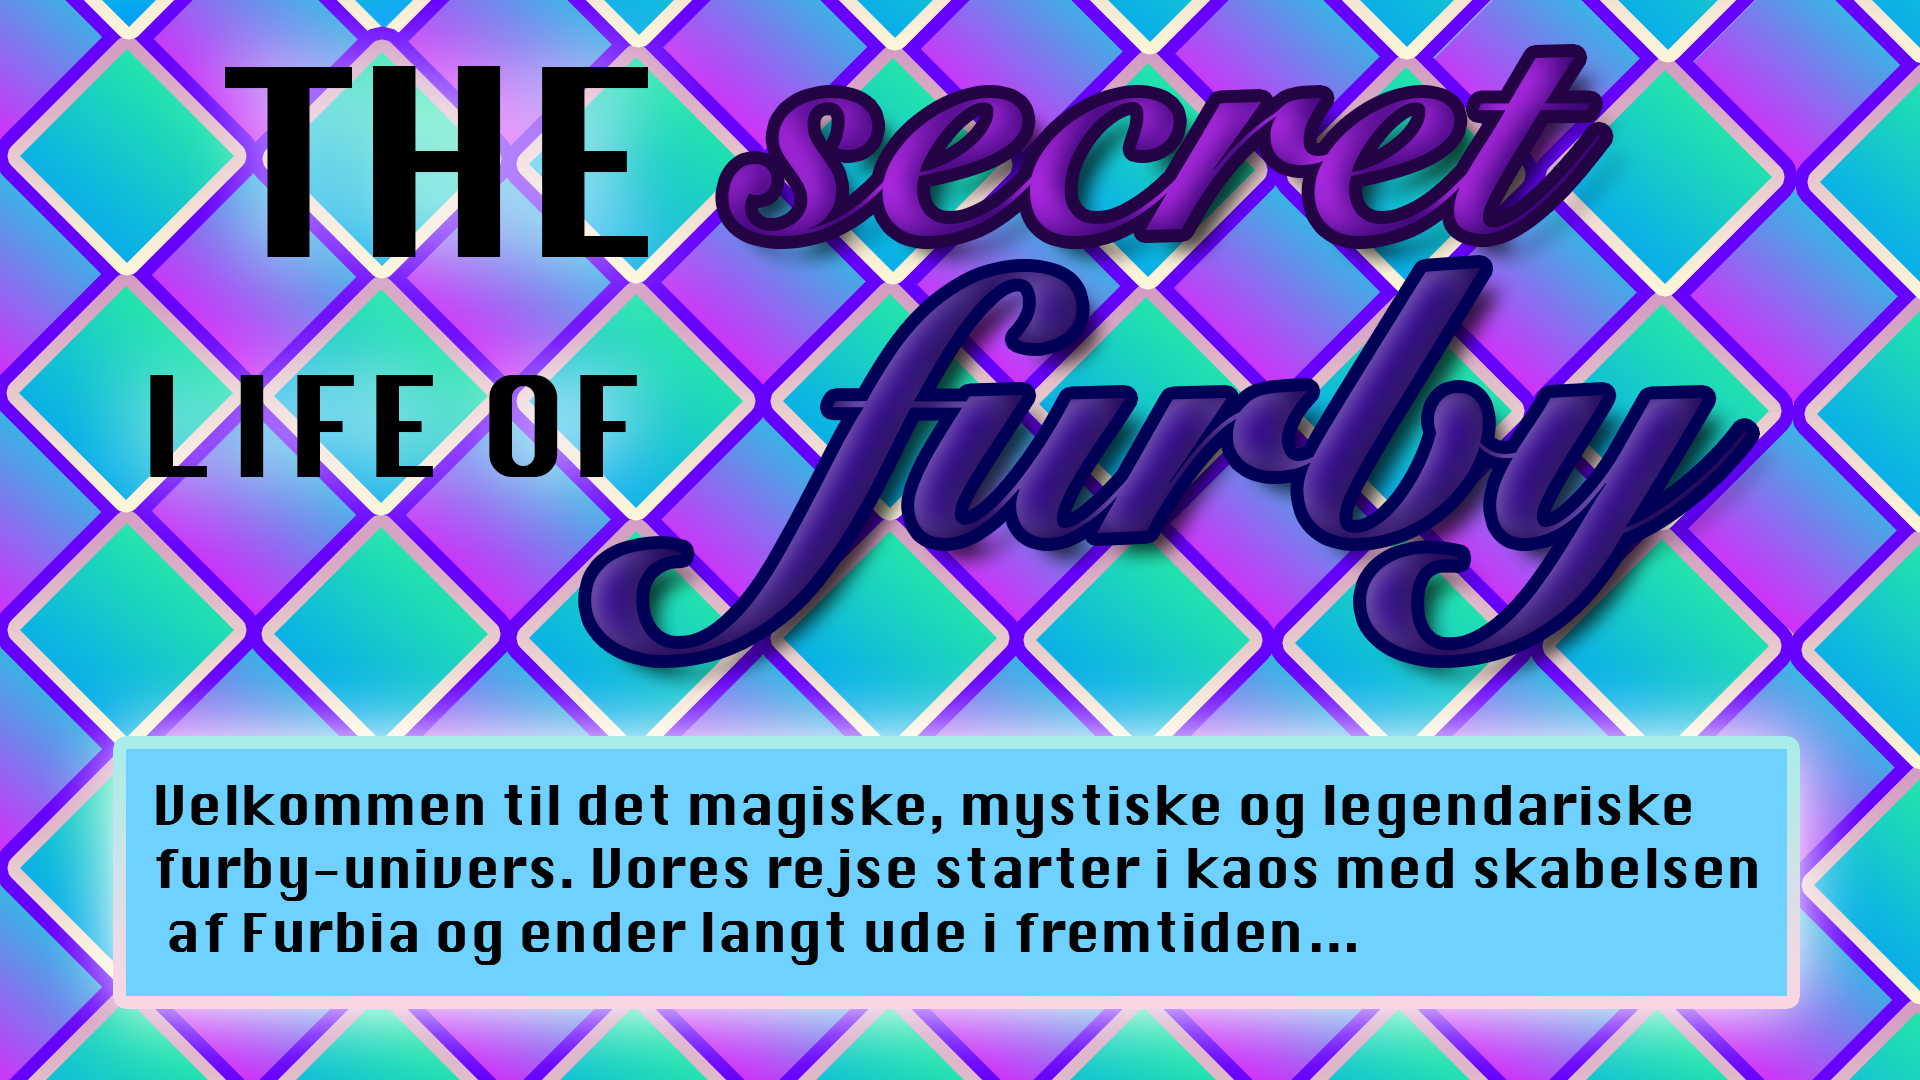 THE secret
LIFE OF furby
Velkommen til det magiske, mystiske og legendariske
furby-univers. Vores rejse starter i kaos med skabelsen
af Furbia og ender langt ude i fremtiden...